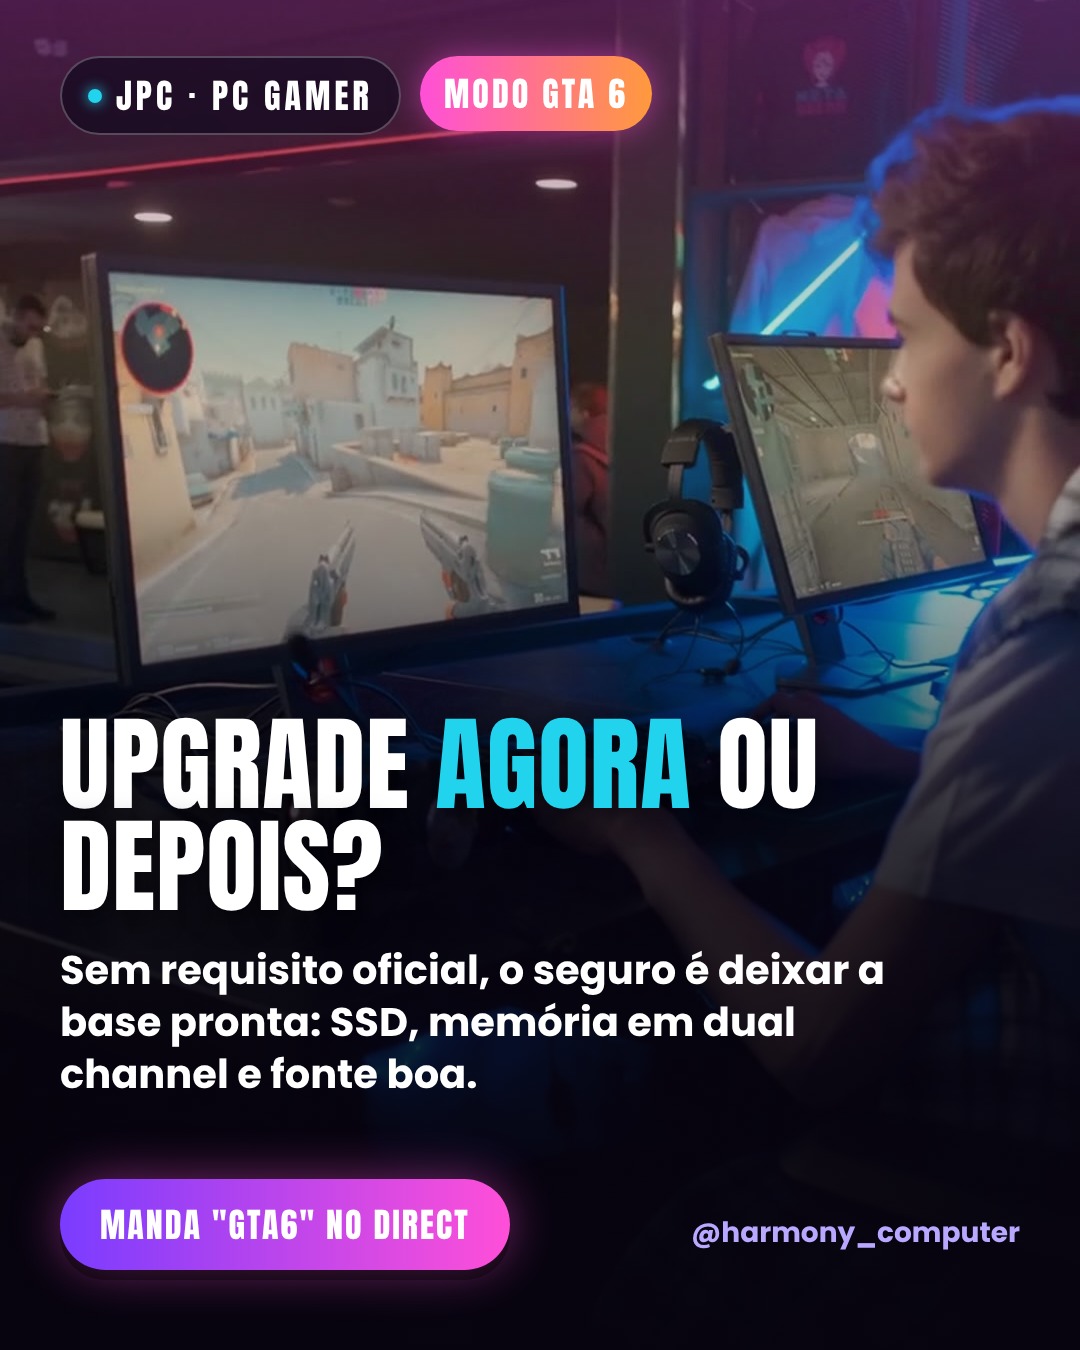 JPC · PC GAMER
MODO GTA 6
UPGRADE AGORA OU
DEPOIS?
Sem requisito oficial, o seguro é deixar a
base pronta: SSD, memória em dual
channel e fonte boa.
MANDA "GTA6" NO DIRECT
@harmony_computer